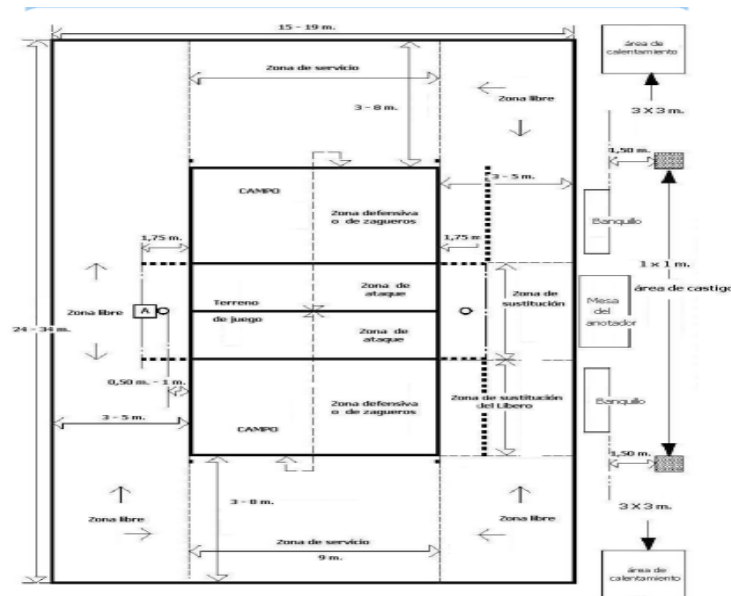 15 - 19 m.
área de
calentamiento
Zona de servicio
3 - 8 m.
Zona libre
3 X 3 m.
1,50 m.
3 - 5 m.
CAMPO
Zona defensiva
o de zagueros
Banquillo
1,75 m.
1,75 m
1 x 1 m.
área de castigo
Zona de
ataque
Zona de
sustitución
Mesa
del
anotador
Zona libre
A
Terreno
de juego
24 - 34 m.
Zona de
ataque
0,50 m. - 1 m.
Zona defensiva
o de zagueros
Zona de sustitución
del Líbero
Banquillo
3 - 5 m.
CAMPO
1,50 m.
3 - 8 m.
Zona libre
Zona libre
3 X 3 m.
Zona de servicio
9 m.
área de
calentamiento